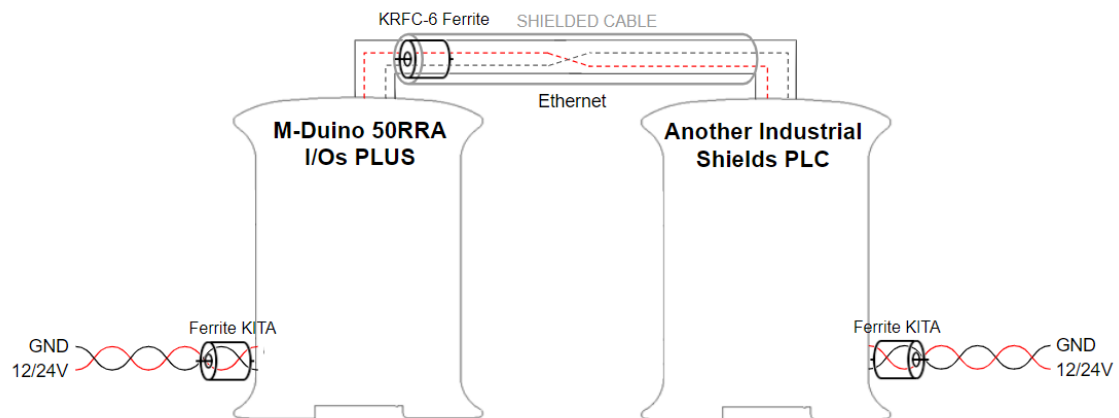 KRFC-6 Ferrite
SHIELDED CABLE
Ethernet
M-Duino 50RRA
I/Os PLUS
Another Industrial
Shields PLC
Ferrite KITA
GND
12/24V
Ferrite KITA
GND
12/24V